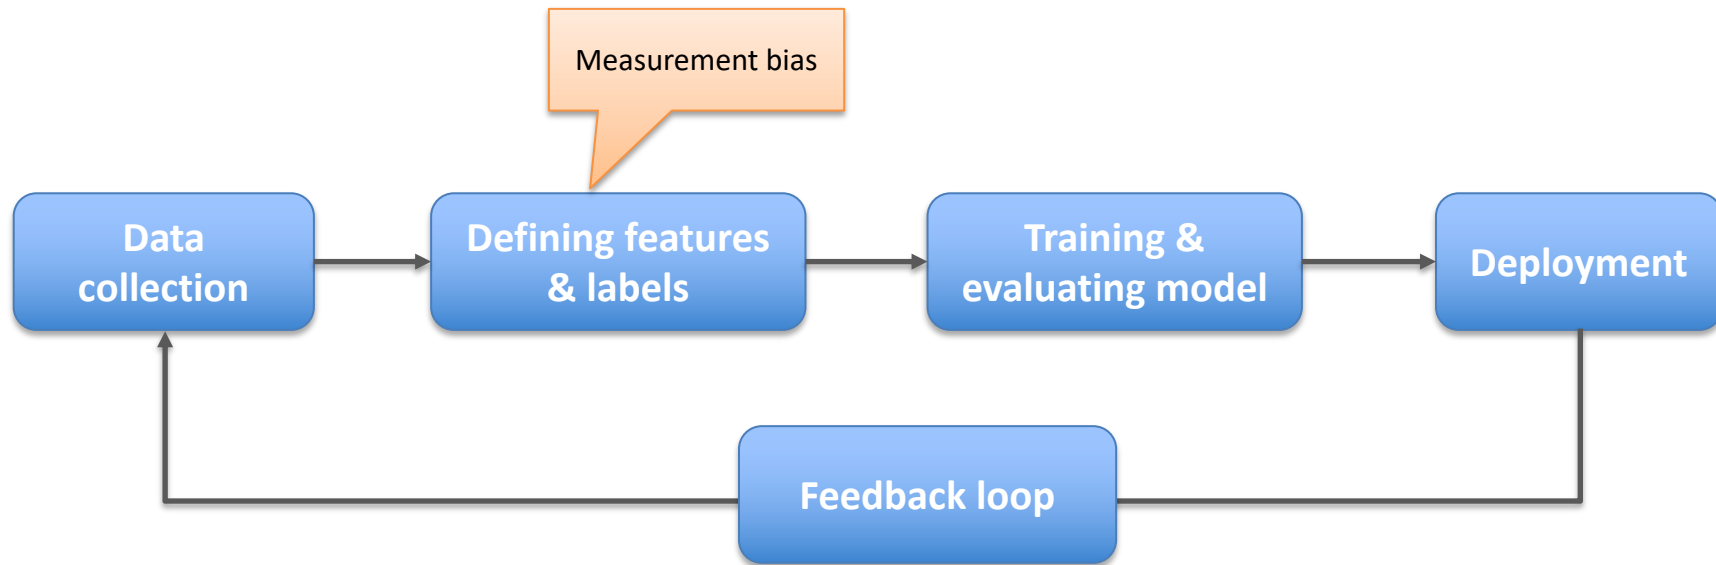 Measurement bias
Data
collection
Defining features
& labels
Training &
evaluating model
Deployment
Feedback loop